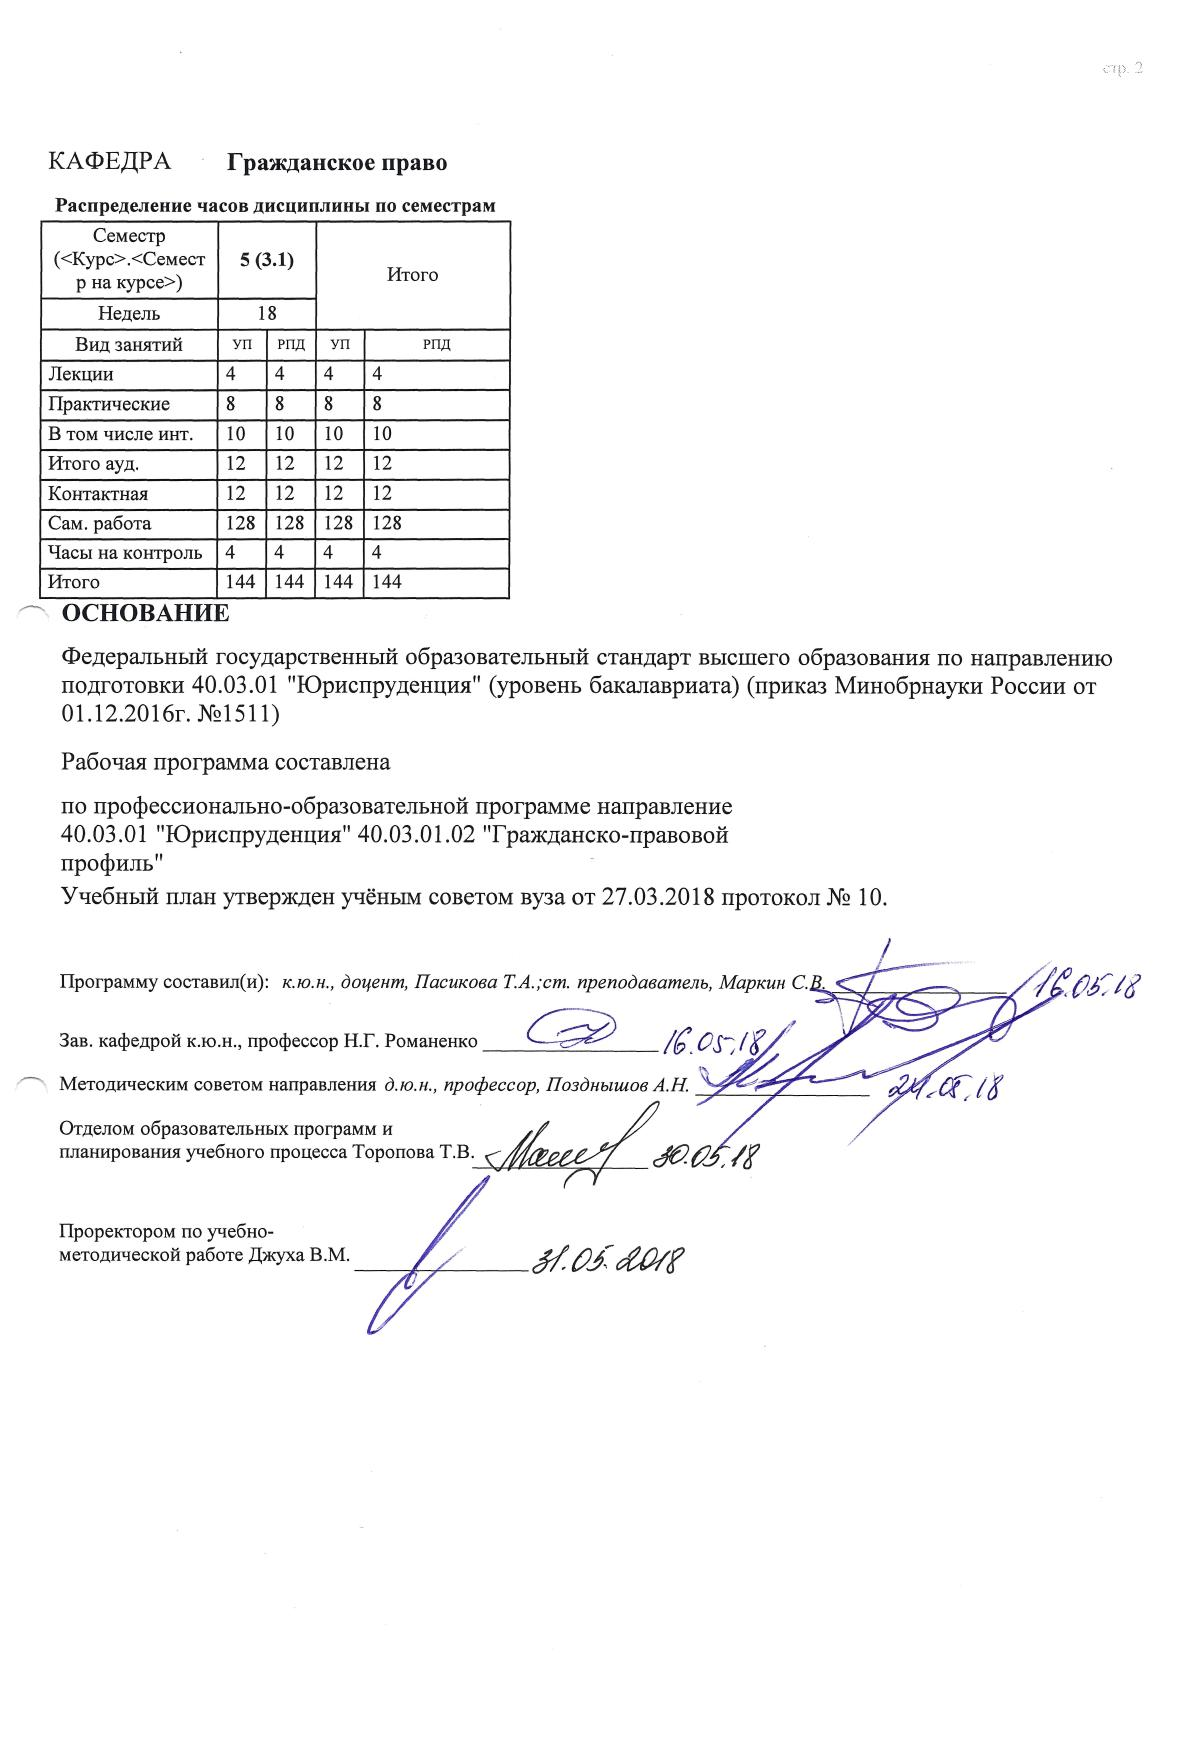 стр. 2
КАФЕДРА Гражданское право
Распределение часов дисциплины по семестрам
Семестр
(<Курс>.<Семест
р на курсе>) 5 (3.1) Итого
Недель 18
Вид занятий УП РПД УП РПД
Лекции 4 4 4 4
Практические 8 8 8 8
В том числе инт. 10 10 10 10
Итого ауд. 12 12 12 12
Контактная 12 12 12 12
Сам. работа 128 128 128 128
Часы на контроль 4 4 4 4
Итого 144 144 144 144
ОСНОВАНИЕ
Федеральный государственный образовательный стандарт высшего образования по направлению
подготовки 40.03.01 "Юриспруденция" (уровень бакалавриата) (приказ Минобрнауки России от
01.12.2016г. №1511)
Рабочая программа составлена
по профессионально-образовательной программе направление
40.03.01 "Юриспруденция" 40.03.01.02 "Гражданско-правовой
профиль"
Учебный план утвержден учёным советом вуза от 27.03.2018 протокол № 10.
Программу составил(и): к.ю.н., доцент, Пасикова Т.А.;ст. преподаватель, Маркин С.В. 16.05.18
Зав. кафедрой к.ю.н., профессор Н.Г. Романенко 16.05.18
Методическим советом направления д.ю.н., профессор, Позднышов А.Н. 24.05.18
Отделом образовательных программ и
планирования учебного процесса Торопова Т.В. 30.05.18
Проректором по учебно-
методической работе Джуха В.М. 31.05.2018